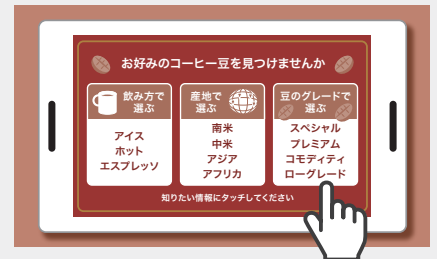 お好みのコーヒー豆を見つけませんか
飲み方で
選ぶ
アイス
ホット
エスプレッソ
産地で
選ぶ
南米
中米
アジア
アフリカ
豆のグレードで
選ぶ
スペシャル
プレミアム
コモディティ
ローグレード
知りたい情報にタッチしてください